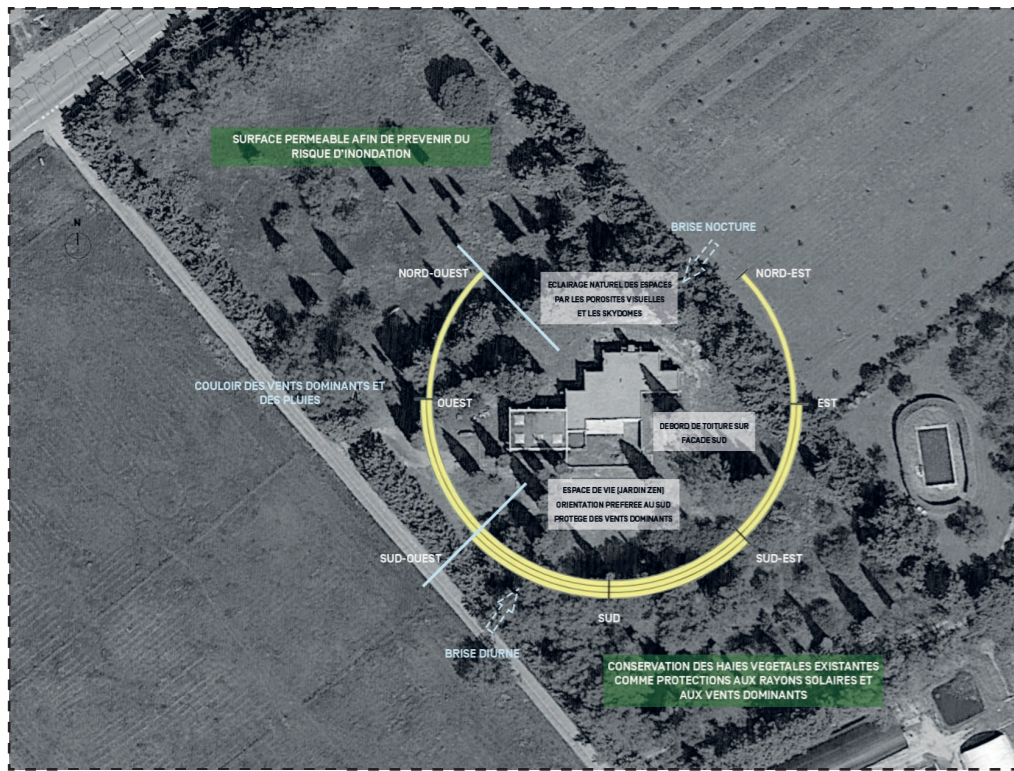 SURFACE PERMEABLE AFIN DE PREVENIR DU
RISQUE D'INONDATION
N
BRISE NOCTURE
NORD-OUEST
NORD-EST
ECLAIRAGE NATUREL DES ESPACES
PAR LES POROSITES VISUELLES
ET LES SKYDOMES
COULOIR DES VENTS DOMINANTS ET
DES PLUIES
OUEST
EST
DEBORD DE TOITURE SUR
FACADE SUD
ESPACE DE VIE (JARDIN ZEN)
ORIENTATION PREFEREE AU SUD
PROTEGE DES VENTS DOMINANTS
SUD-OUEST
SUD-EST
SUD
BRISE DIURNE
CONSERVATION DES HAIES VEGETALES EXISTANTES
COMME PROTECTIONS AUX RAYONS SOLAIRES ET
AUX VENTS DOMINANTS